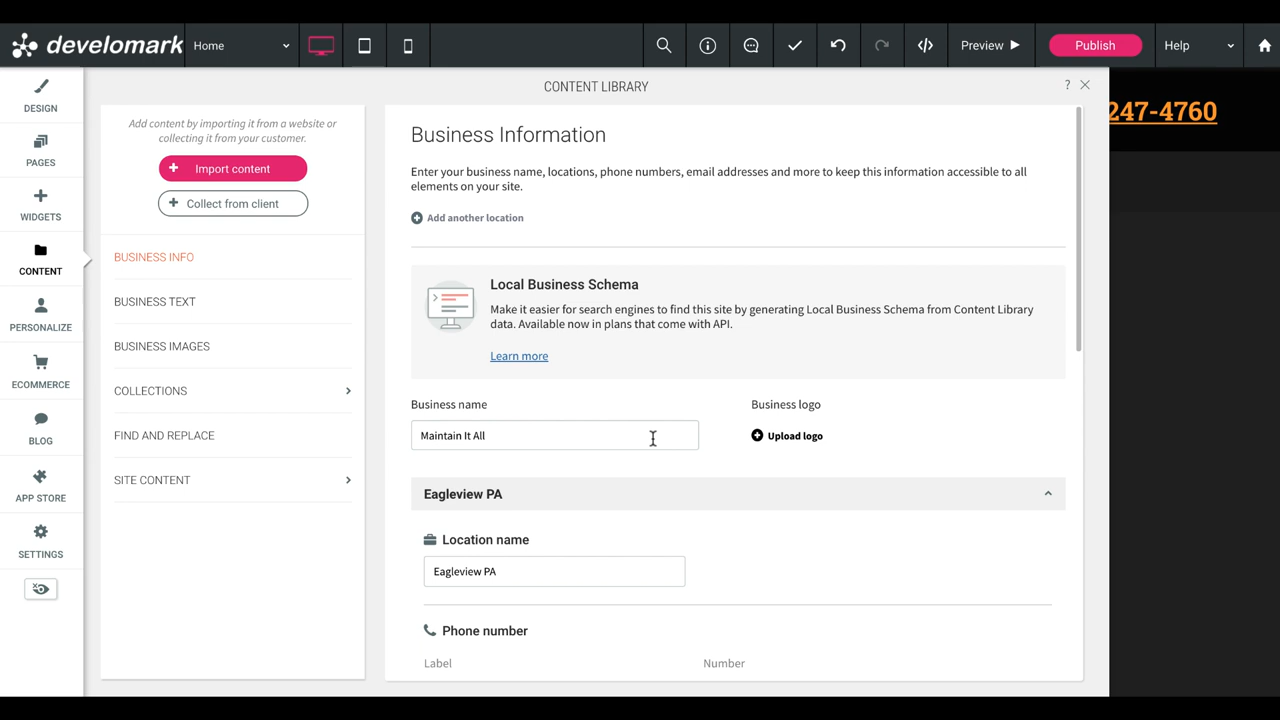 develomark
Home
Preview
Publish
Help
DESIGN
PAGES
WIDGETS
CONTENT
PERSONALIZE
ECOMMERCE
BLOG
APP STORE
SETTINGS
CONTENT LIBRARY
?
Add content by importing it from a website or
collecting it from your customer.
+ Import content
+ Collect from client
BUSINESS INFO
BUSINESS TEXT
BUSINESS IMAGES
COLLECTIONS
FIND AND REPLACE
SITE CONTENT
Business Information
Enter your business name, locations, phone numbers, email addresses and more to keep this information accessible to all
elements on your site.
Add another location
Local Business Schema
Make it easier for search engines to find this site by generating Local Business Schema from Content Library
data. Available now in plans that come with API.
Learn more
Business name
Business logo
Maintain It All
Upload logo
Eagleview PA
Location name
Eagleview PA
Phone number
Label
Number
247-4760